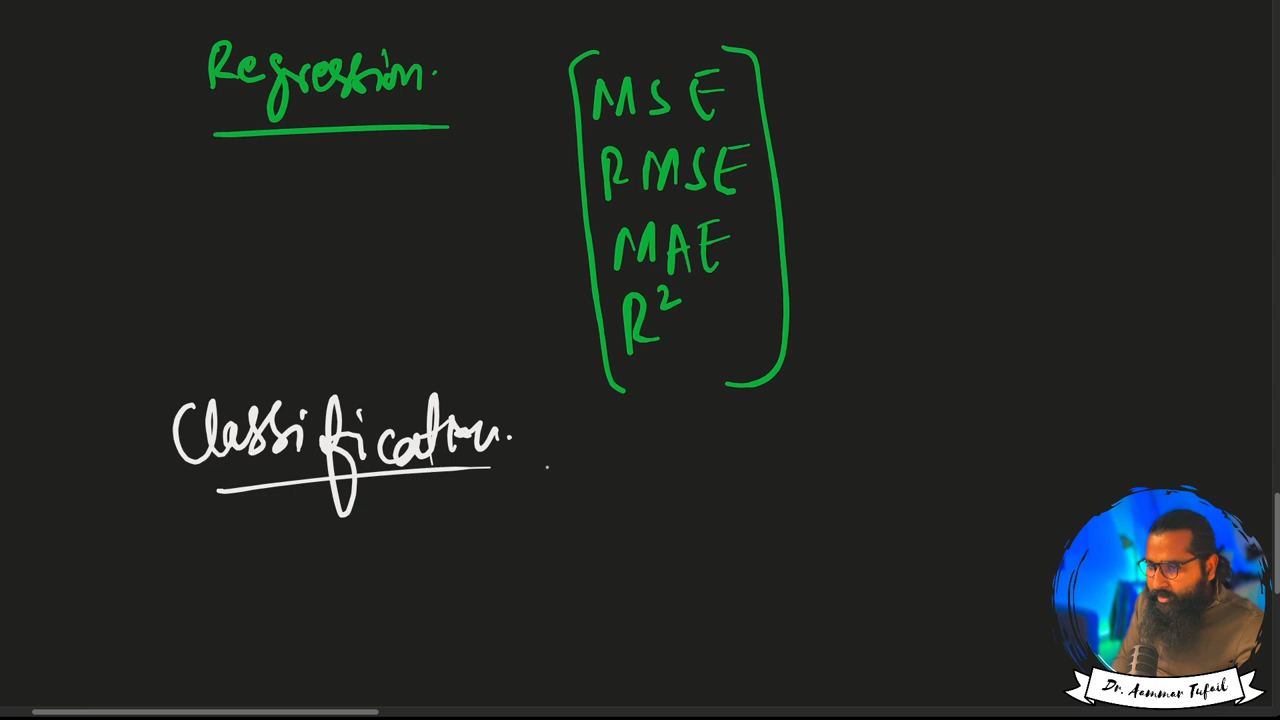 Regression.
MSE
RMSE
MAE
R²
Classification.
Dr. Aammar Tufail